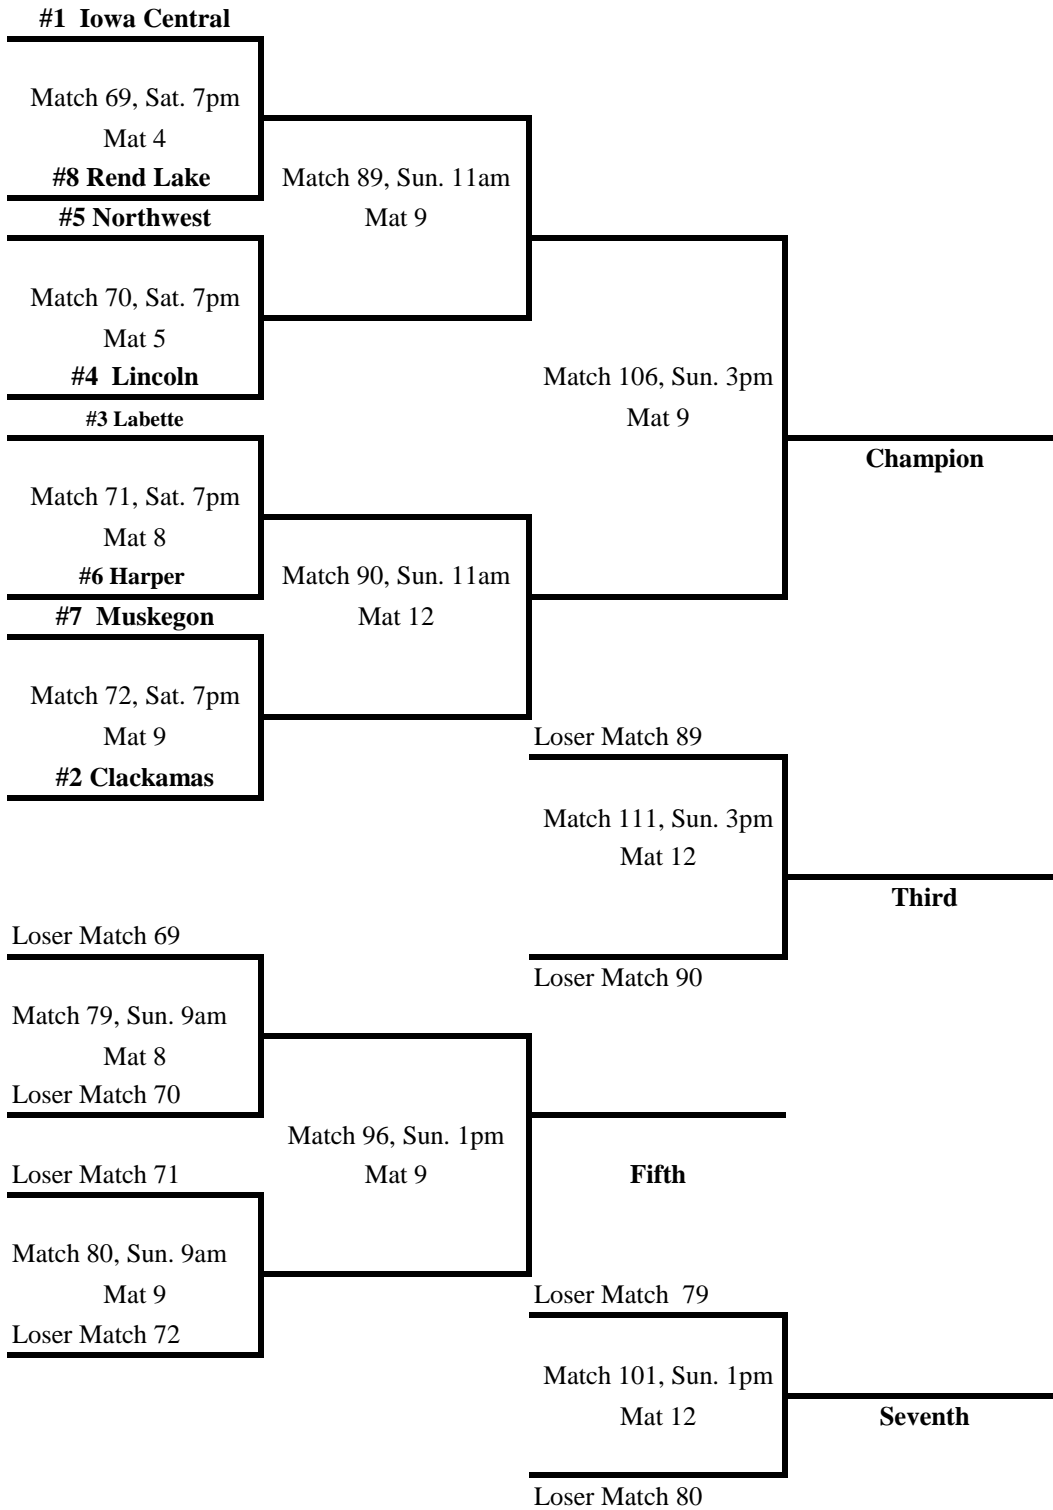 #1  Iowa Central
Match 69, Sat. 7pm
Mat 4
#8 Rend Lake
Match 89, Sun. 11am
#5 Northwest
Mat 9
Match 70, Sat. 7pm
Mat 5
#4  Lincoln
Match 106, Sun. 3pm
#3 Labette
Mat 9
Champion
Match 71, Sat. 7pm
Mat 8
#6 Harper
Match 90, Sun. 11am
#7  Muskegon
Mat 12
Match 72, Sat. 7pm
Mat 9
Loser Match 89
#2 Clackamas
Match 111, Sun. 3pm
Mat 12
Third
Loser Match 69
Loser Match 90
Match 79, Sun. 9am
Mat 8
Loser Match 70
Match 96, Sun. 1pm
Loser Match 71
Mat 9
Fifth
Match 80, Sun. 9am
Mat 9
Loser Match  79
Loser Match 72
Match 101, Sun. 1pm
Mat 12
Seventh
Loser Match 80